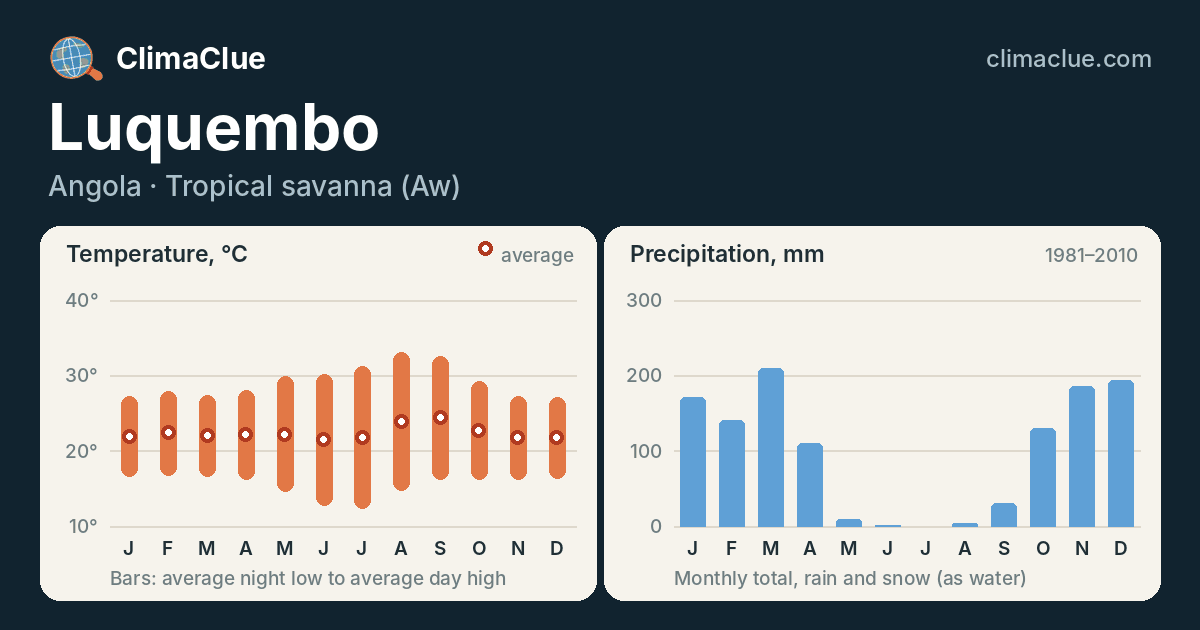 ClimaClue
climaclue.com
Luquembo
Angola · Tropical savanna (Aw)
Temperature, °C
average
40°
30°
20°
10°
J F M A M J J A S O N D
Bars: average night low to average day high
Precipitation, mm
1981–2010
300
200
100
0
J F M A M J J A S O N D
Monthly total, rain and snow (as water)